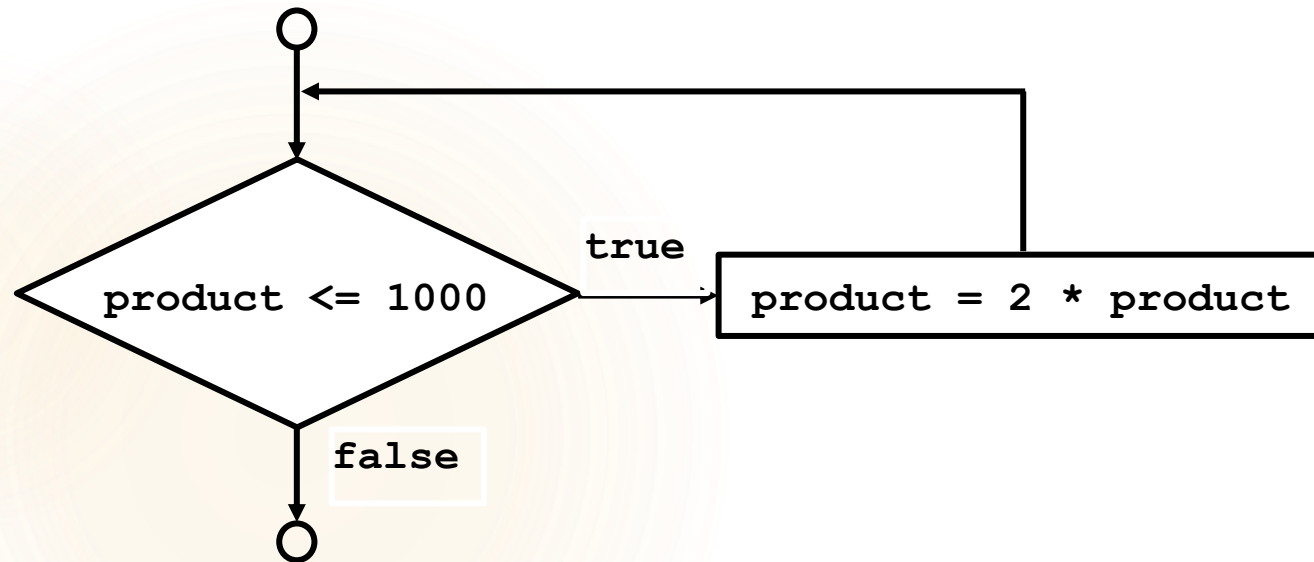 true
product <= 1000
product = 2 * product
false